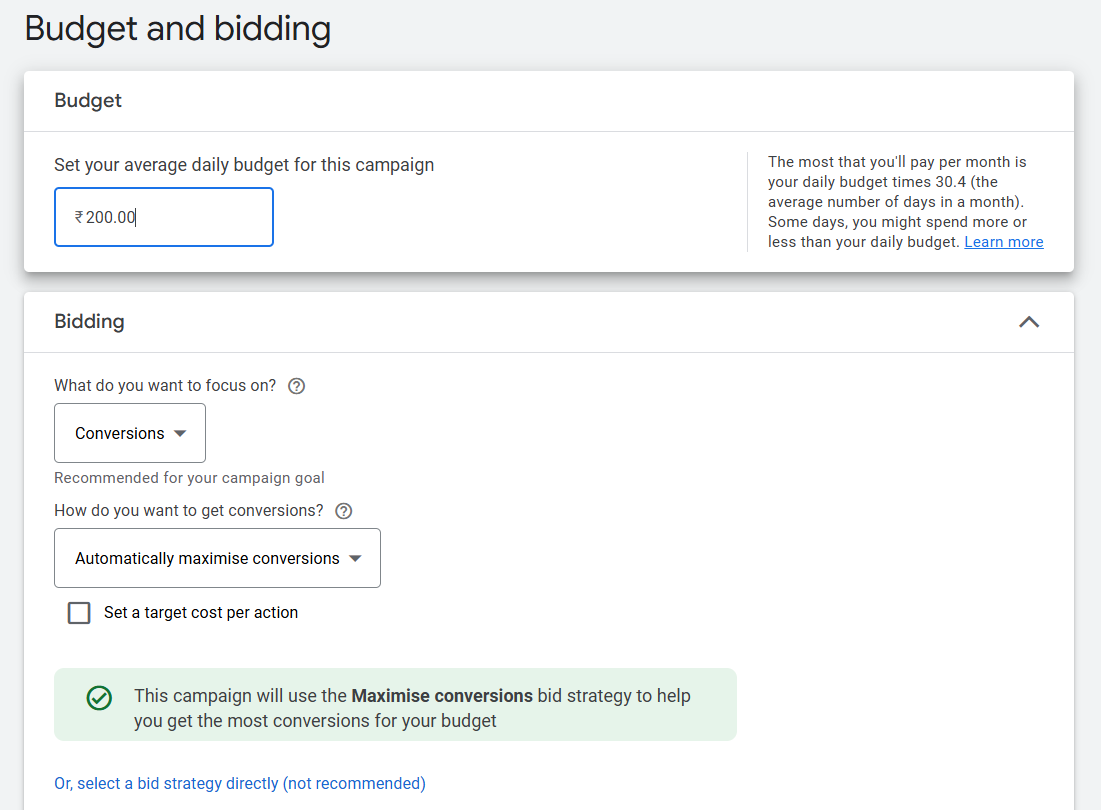 Budget and bidding
Budget
Set your average daily budget for this campaign
₹200.00
The most that you'll pay per month is
your daily budget times 30.4 (the
average number of days in a month).
Some days, you might spend more or
less than your daily budget. Learn more
Bidding
What do you want to focus on?
Conversions
Recommended for your campaign goal
How do you want to get conversions?
Automatically maximise conversions
Set a target cost per action
This campaign will use the Maximise conversions bid strategy to help
you get the most conversions for your budget
Or, select a bid strategy directly (not recommended)